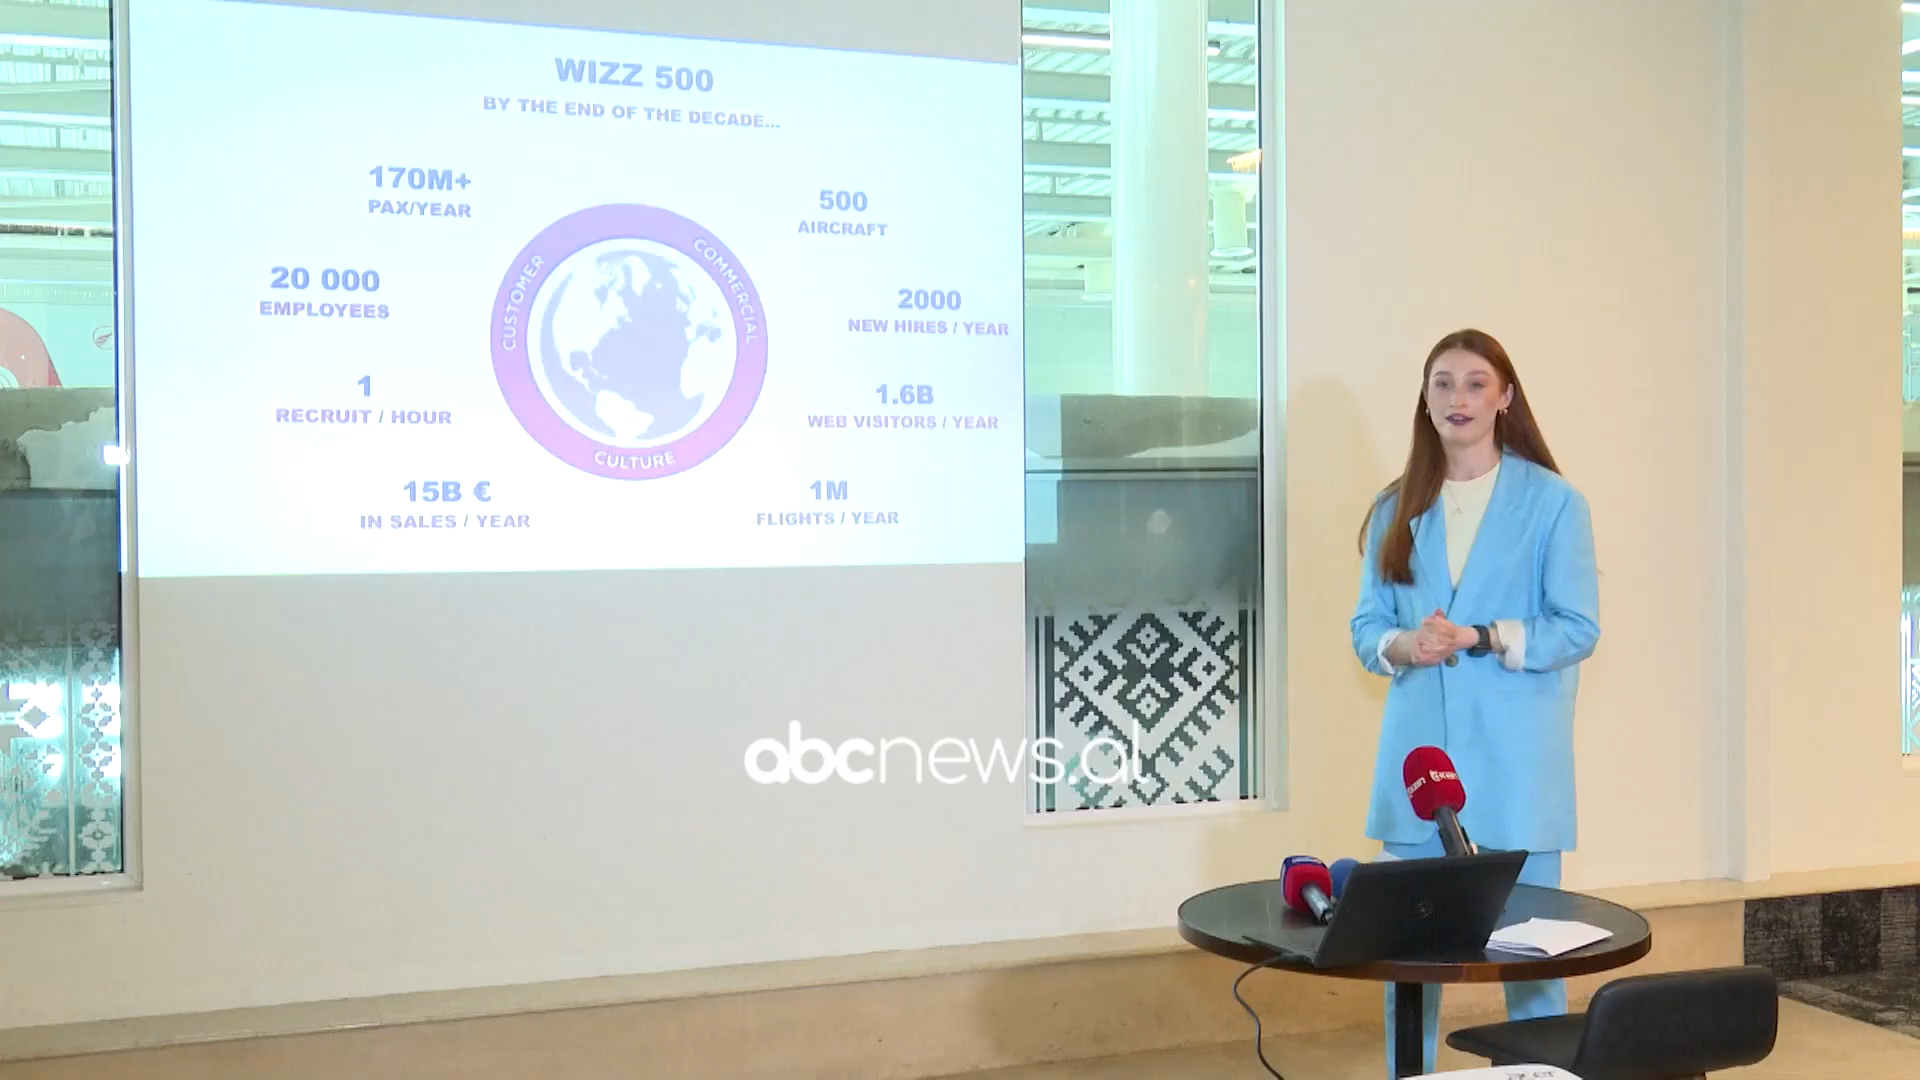 WIZZ 500
BY THE END OF THE DECADE...
170M+
PAX/YEAR
500
AIRCRAFT
20 000
EMPLOYEES
2000
NEW HIRES / YEAR
1
RECRUIT / HOUR
1.6B
WEB VISITORS / YEAR
15B €
IN SALES / YEAR
1M
FLIGHTS / YEAR
CUSTOMER
COMMERCIAL
CULTURE
abcnews.al